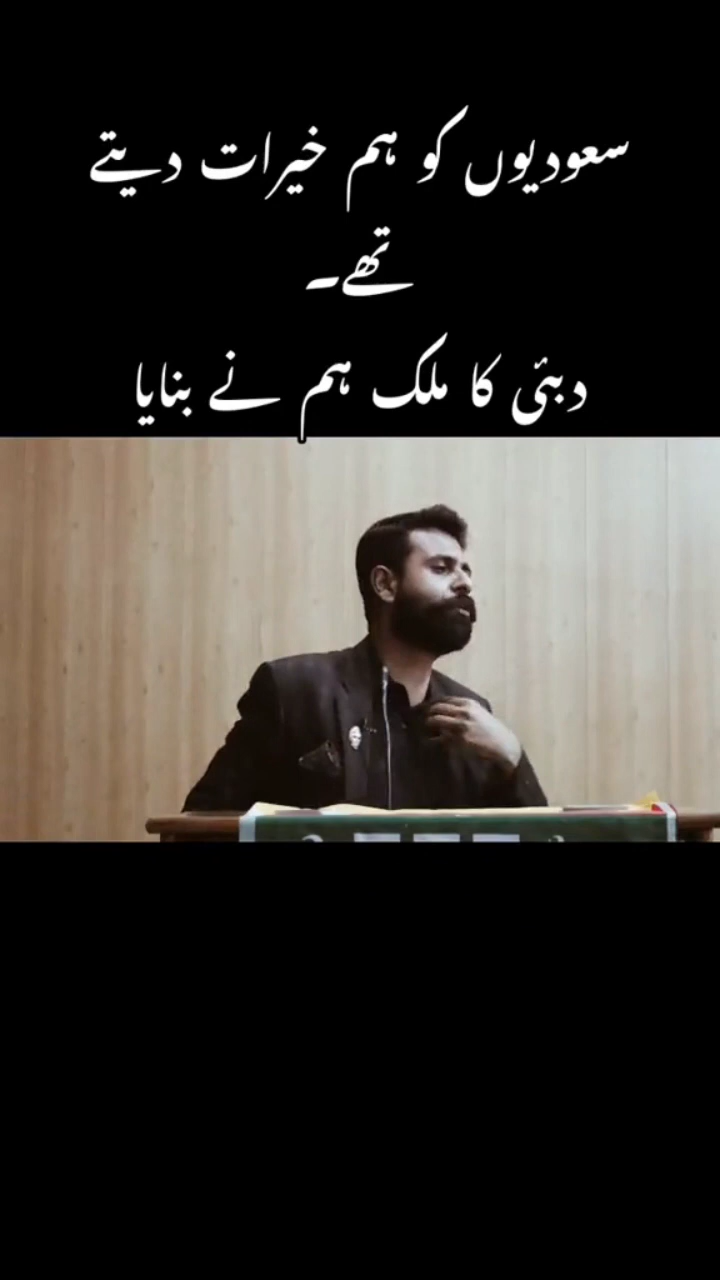 سعودیوں کو ہم خیرات دیتے
تھے۔
دبئی کا ملک ہم نے بنایا